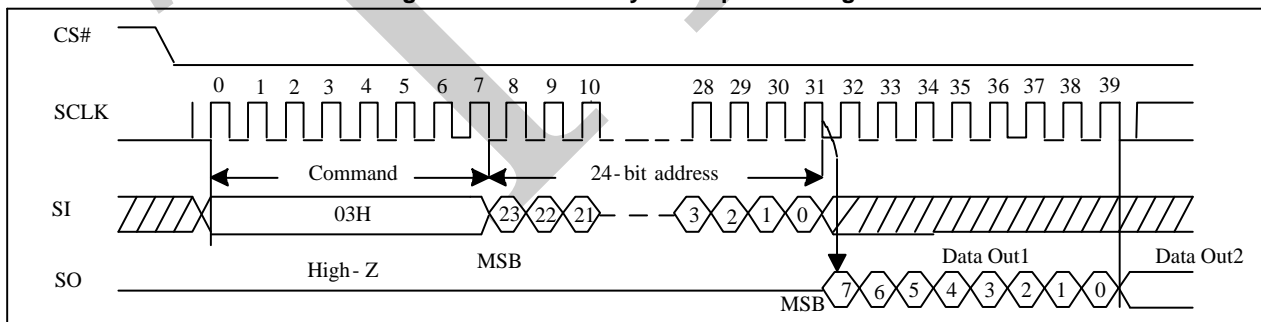 CS#
0 1 2 3 4 5 6 7 8 9 10 28 29 30 31 32 33 34 35 36 37 38 39
SCLK
Command 24-bit address
SI 03H 23 22 21 3 2 1 0
High-Z MSB Data Out1 Data Out2
SO MSB 7 6 5 4 3 2 1 0